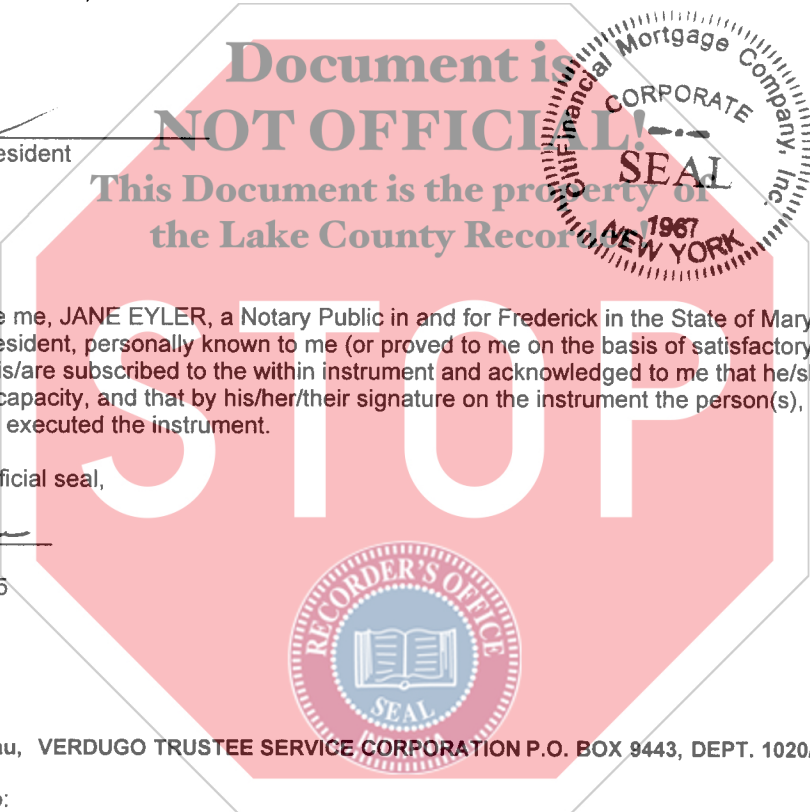 Document is
NOT OFFICIAL!
This Document is the property of
the Lake County Recorder!
CitiFinancial Mortgage Company, Inc.
CORPORATE
SEAL
1967
NEW YORK
esident
STOP
e me, JANE EYLER, a Notary Public in and for Frederick in the State of Mary
esident, personally known to me (or proved to me on the basis of satisfactory
is/are subscribed to the within instrument and acknowledged to me that he/s
capacity, and that by his/her/their signature on the instrument the person(s),
executed the instrument.
ficial seal,
RECORDER'S OFFICE
SEAL
VERDUGO TRUSTEE SERVICE CORPORATION P.O. BOX 9443, DEPT. 1020
o: